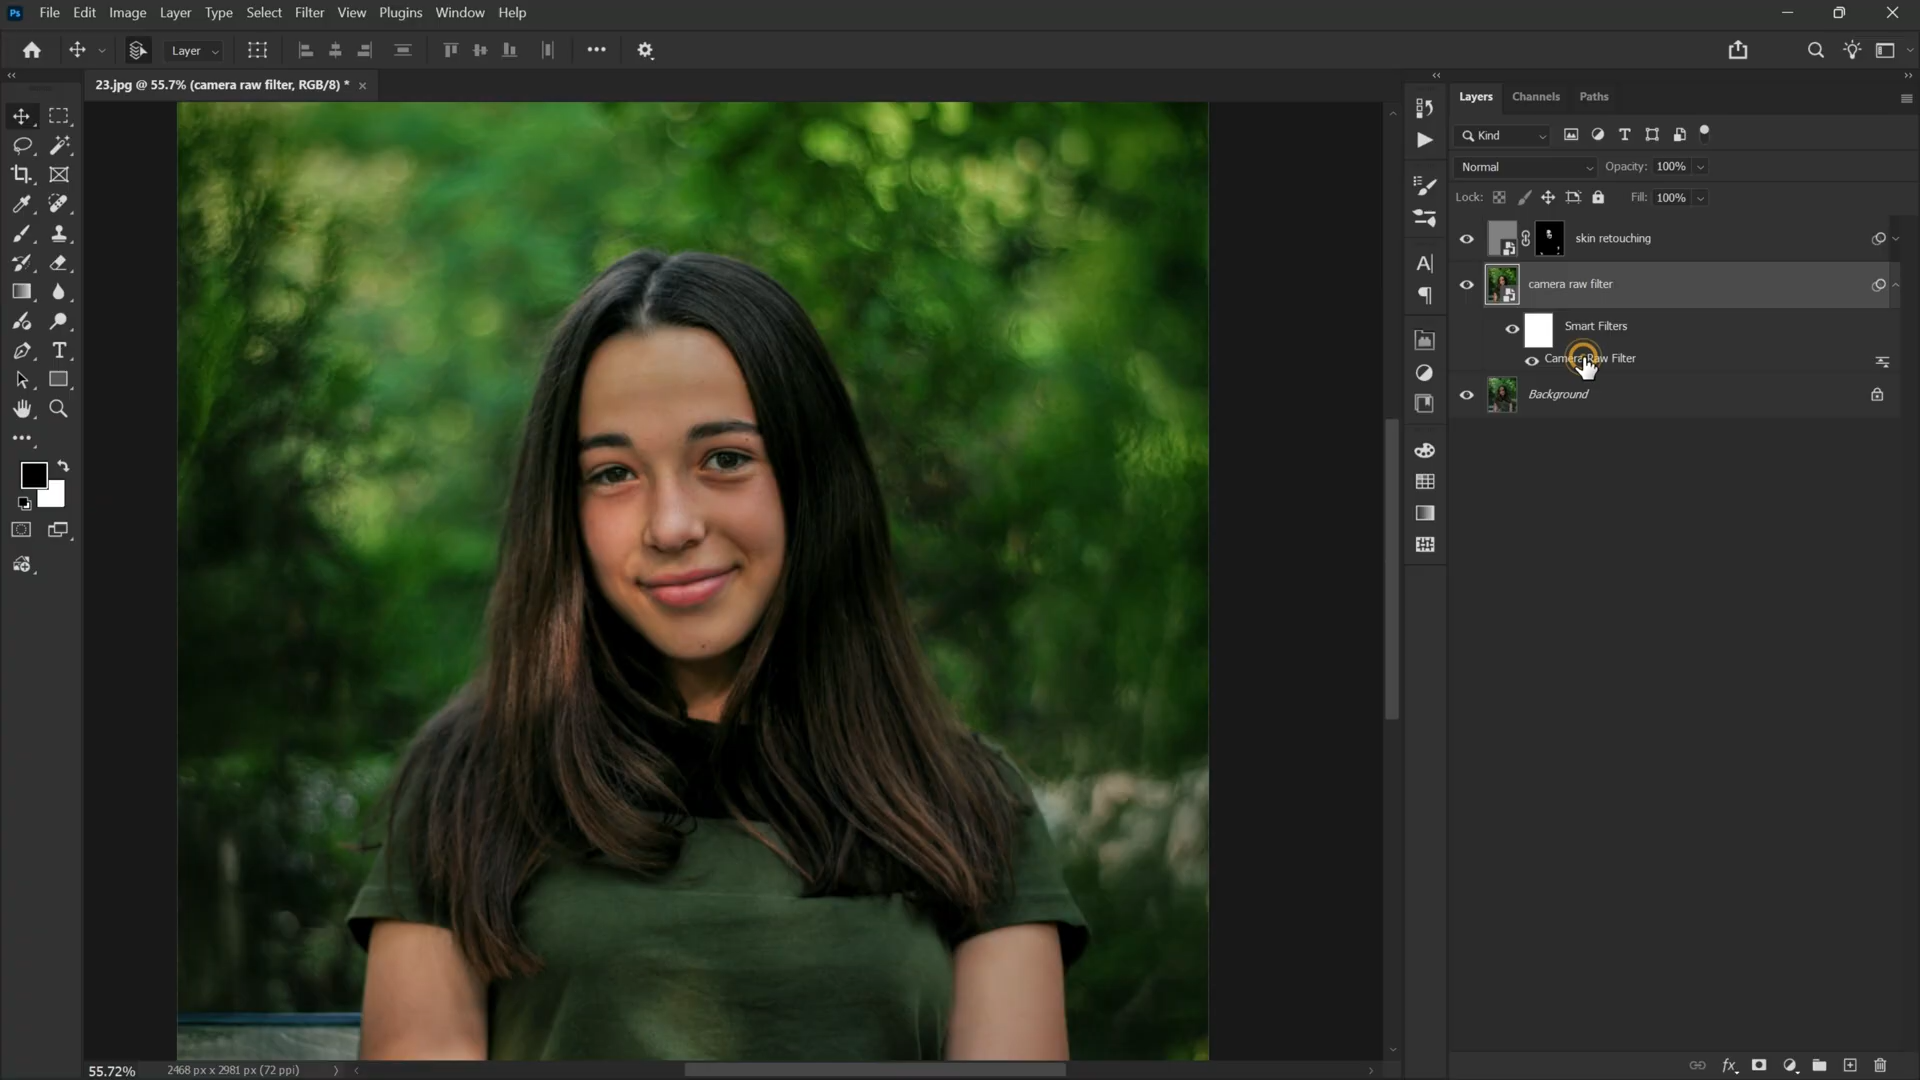 Ps File Edit Image Layer Type Select Filter View Plugins Window Help
Layer
23.jpg @ 55.7% (camera raw filter, RGB/8) *
Layers Channels Paths
Kind
Normal Opacity: 100%
Lock: Fill: 100%
skin retouching
camera raw filter
Smart Filters
Camera Raw Filter
Background
55.72% 2468 px x 2981 px (72 ppi)